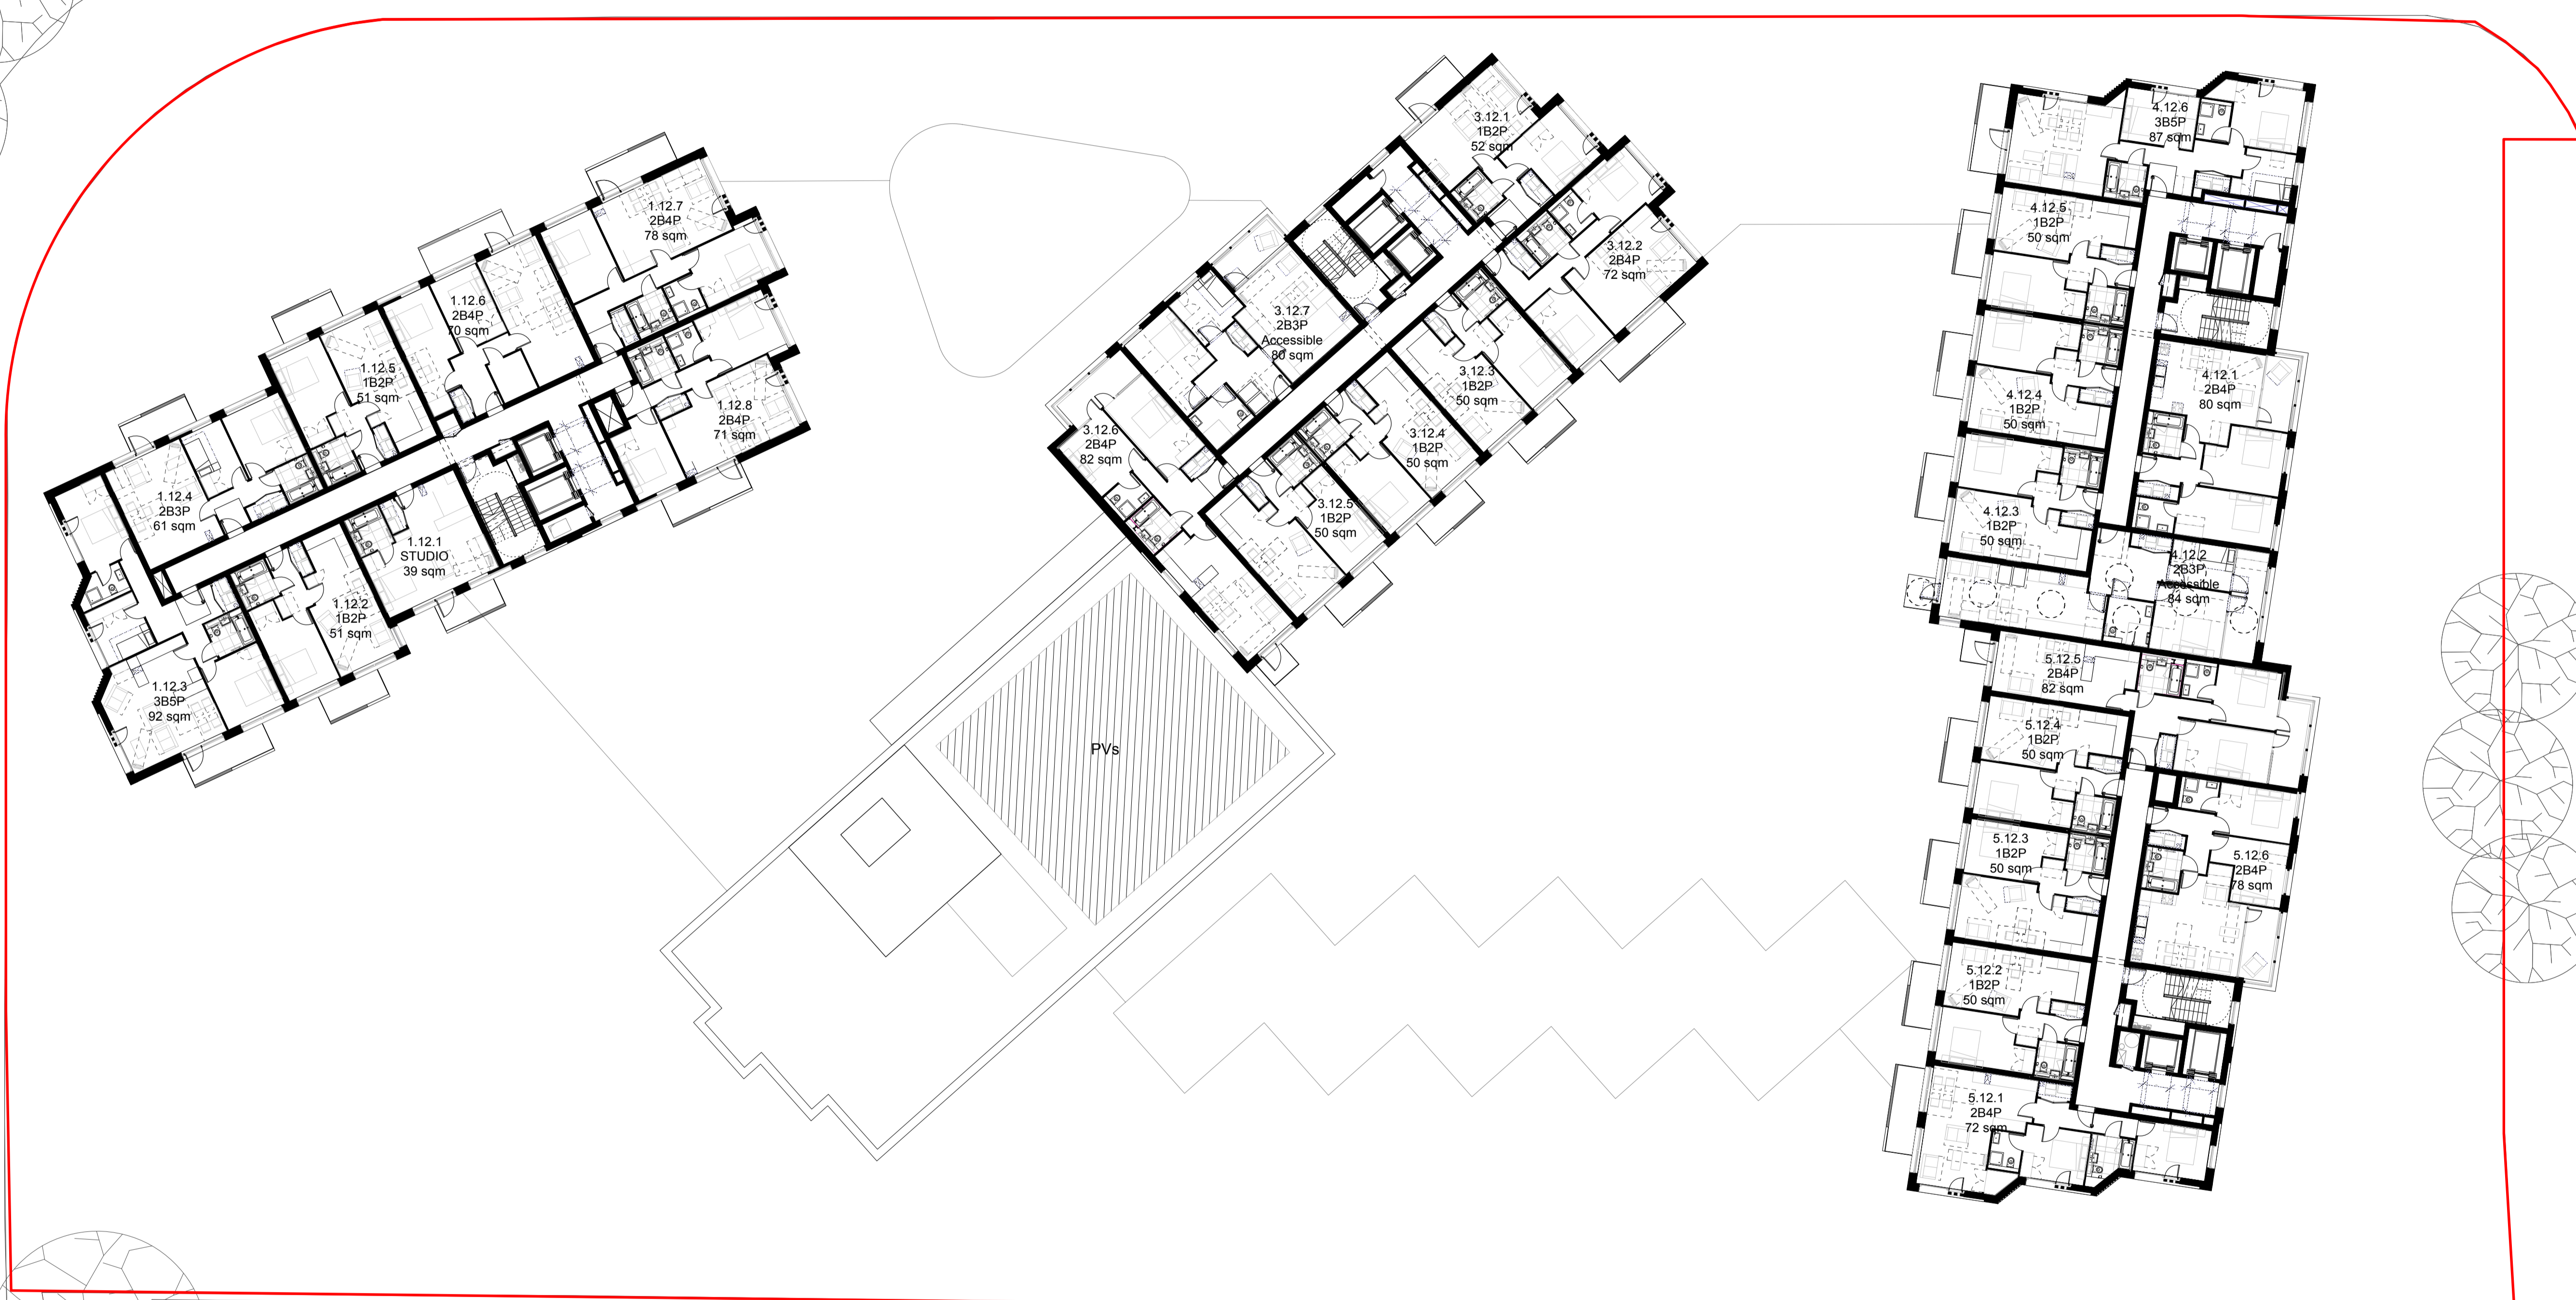 1.12.7
2B4P
78 sqm
1.12.6
2B4P
70 sqm
1.12.5
1B2P
51 sqm
1.12.8
2B4P
71 sqm
1.12.4
2B3P
61 sqm
1.12.1
STUDIO
39 sqm
1.12.2
1B2P
51 sqm
1.12.3
3B5P
92 sqm
3.12.1
1B2P
52 sqm
3.12.2
2B4P
72 sqm
3.12.7
2B3P
Accessible
80 sqm
3.12.3
1B2P
50 sqm
3.12.6
2B4P
82 sqm
3.12.4
1B2P
50 sqm
3.12.5
1B2P
50 sqm
PVs
4.12.6
3B5P
87 sqm
4.12.5
1B2P
50 sqm
4.12.1
2B4P
80 sqm
4.12.4
1B2P
50 sqm
4.12.3
1B2P
50 sqm
4.12.2
2B3P
Accessible
84 sqm
5.12.5
2B4P
82 sqm
5.12.4
1B2P
50 sqm
5.12.3
1B2P
50 sqm
5.12.6
2B4P
78 sqm
5.12.2
1B2P
50 sqm
5.12.1
2B4P
72 sqm